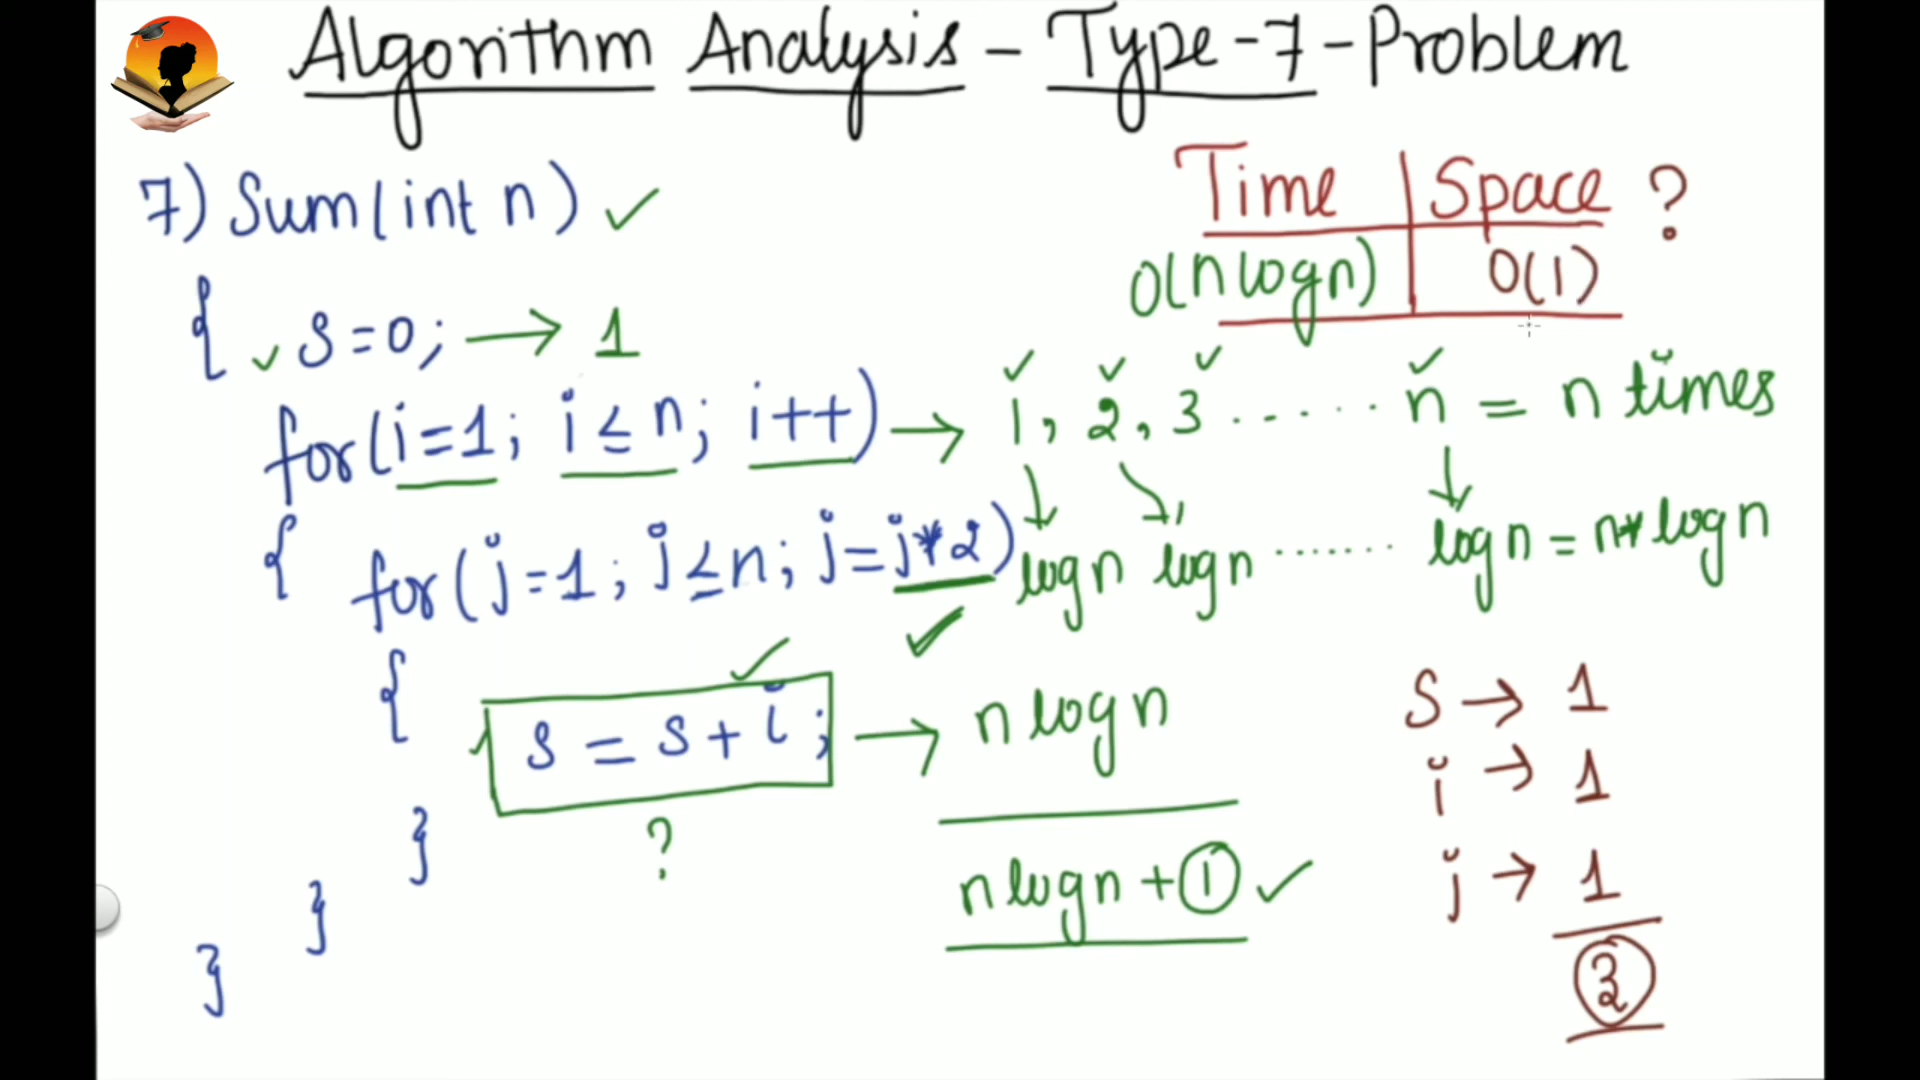 Algorithm Analysis - Type - 7 - Problem
7) Sum(int n) ✓
Time | Space ?
O(n log n) | O(1)
{
✓ S = 0; → 1
for(i=1; i ≤ n; i++) → 1, 2, 3 ...... n = n times
{
for(j=1; j ≤ n; j=j*2) log n log n ....... log n = n * log n
{
S = S + i; → n log n
?
}
}
}
n log n + 1 ✓
S → 1
i → 1
j → 1
3